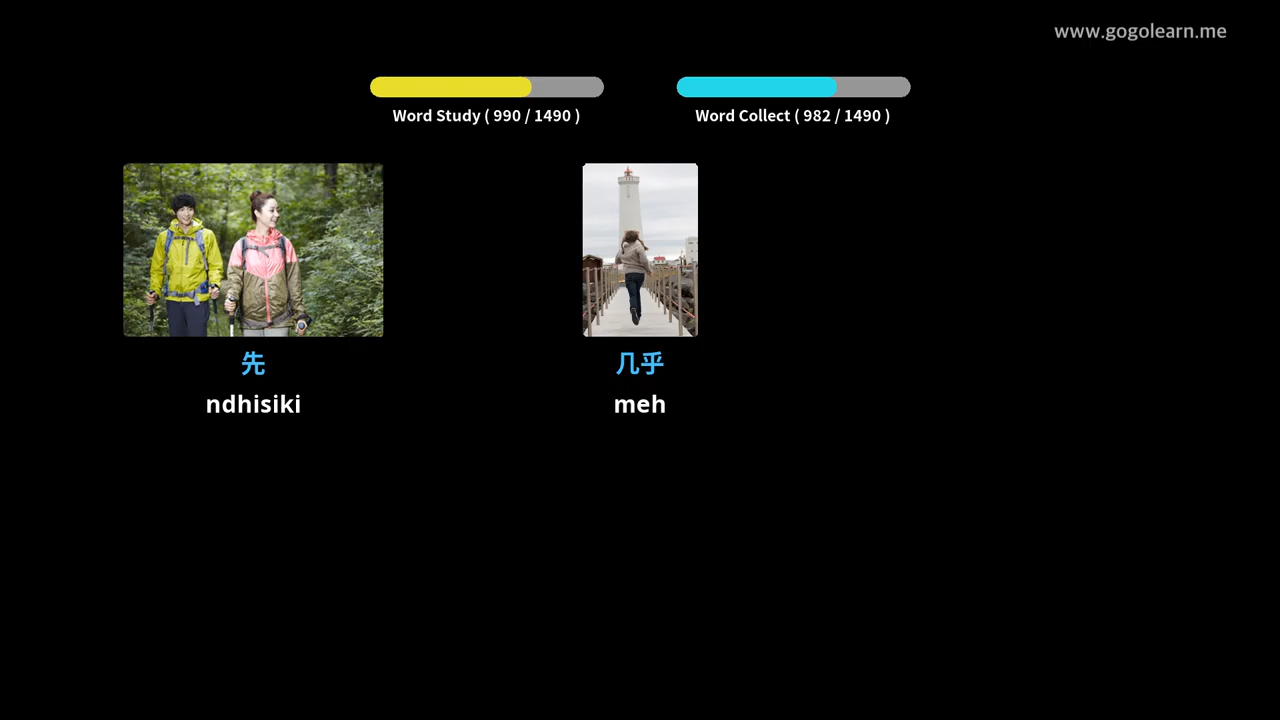 www.gogolearn.me
Word Study ( 990 / 1490 )
Word Collect ( 982 / 1490 )
先
ndhisiki
几乎
meh